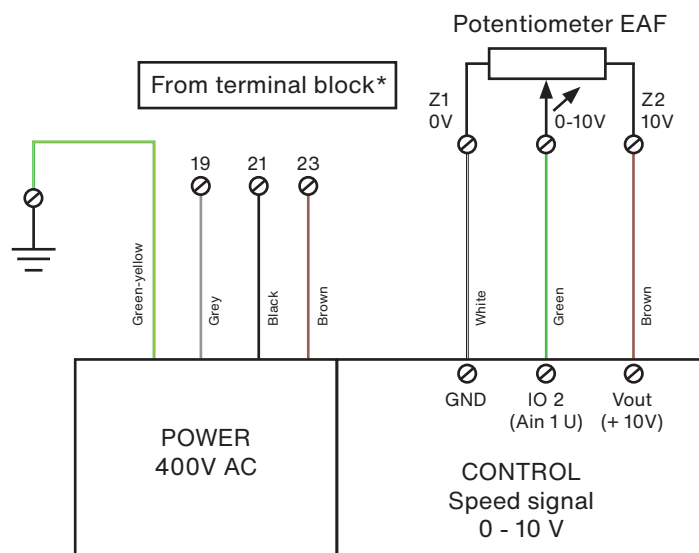 Potentiometer EAF
From terminal block*
Z1
0V
0-10V
Z2
10V
19
21
23
Green-yellow
Grey
Black
Brown
White
Green
Brown
GND
IO 2
(Ain 1 U)
Vout
(+ 10V)
POWER
400V AC
CONTROL
Speed signal
0 - 10 V